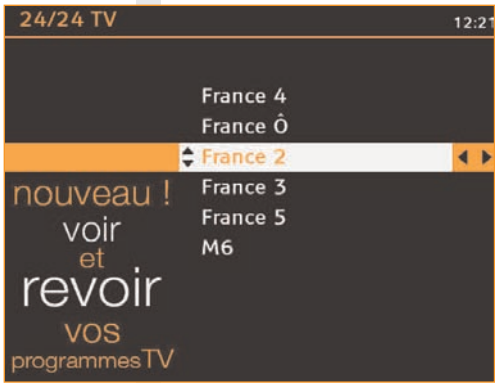 24/24 TV
12:21
France 4
France Ô
France 2
France 3
France 5
M6
nouveau !
voir
et
revoir
vos
programmesTV